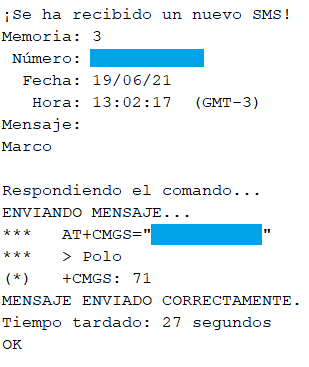 ¡Se ha recibido un nuevo SMS!
Memoria: 3
Número:
Fecha: 19/06/21
Hora: 13:02:17 (GMT-3)
Mensaje:
Marco
Respondiendo el comando...
ENVIANDO MENSAJE...
*** AT+CMGS=""
*** > Polo
(*) +CMGS: 71
MENSAJE ENVIADO CORRECTAMENTE.
Tiempo tardado: 27 segundos
OK